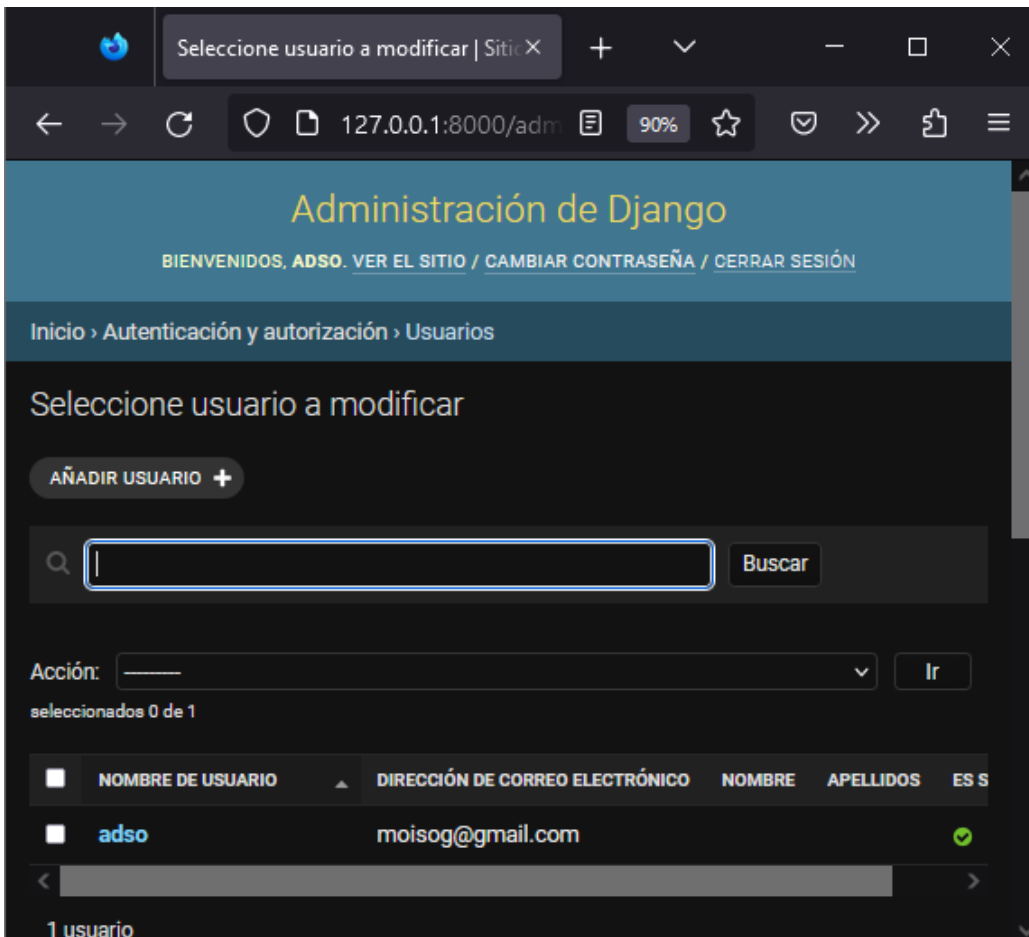 Seleccione usuario a modificar | Sitio
127.0.0.1:8000/adm 90%
Administración de Django
BIENVENIDOS, ADSO. VER EL SITIO / CAMBIAR CONTRASEÑA / CERRAR SESIÓN
Inicio › Autenticación y autorización › Usuarios
Seleccione usuario a modificar
AÑADIR USUARIO
Buscar
Acción: --------- Ir
seleccionados 0 de 1
NOMBRE DE USUARIO DIRECCIÓN DE CORREO ELECTRÓNICO NOMBRE APELLIDOS ES S
adso moisog@gmail.com
1 usuario